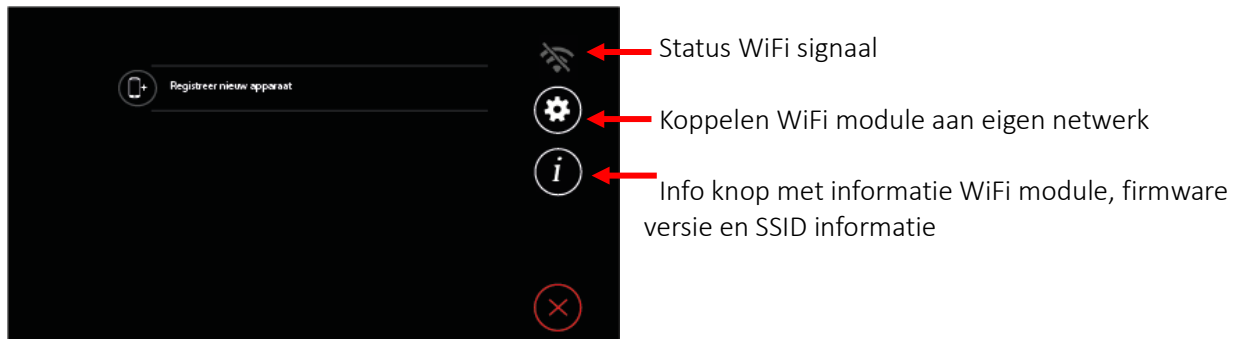 Status WiFi signaal
Registreer nieuw apparaat
Koppelen WiFi module aan eigen netwerk
i
Info knop met informatie WiFi module, firmware
versie en SSID informatie